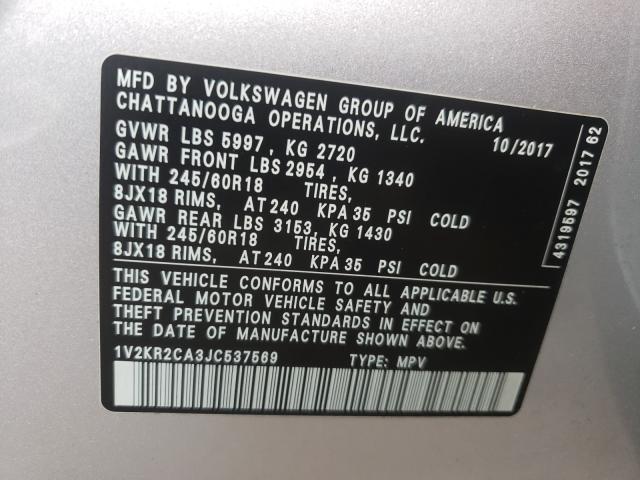 MFD BY VOLKSWAGEN GROUP OF AMERICA
CHATTANOOGA OPERATIONS, LLC.
10/2017
GVWR LBS 5997, KG 2720
GAWR FRONT LBS 2954, KG 1340
WITH 245/60R18 TIRES,
8JX18 RIMS, AT 240 KPA 35 PSI COLD
GAWR REAR LBS 3153, KG 1430
WITH 245/60R18 TIRES,
8JX18 RIMS, AT 240 KPA 35 PSI COLD
THIS VEHICLE CONFORMS TO ALL APPLICABLE U.S.
FEDERAL MOTOR VEHICLE SAFETY AND
THEFT PREVENTION STANDARDS IN EFFECT ON
THE DATE OF MANUFACTURE SHOWN ABOVE.
1V2KR2CA3JC537569 TYPE: MPV
4319597 2017 62